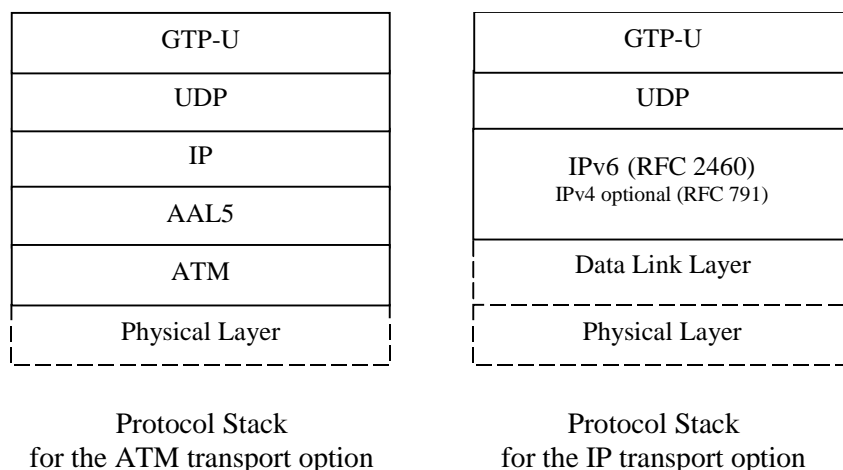 GTP-U
UDP
IP
AAL5
ATM
Physical Layer
Protocol Stack
for the ATM transport option
GTP-U
UDP
IPv6 (RFC 2460)
IPv4 optional (RFC 791)
Data Link Layer
Physical Layer
Protocol Stack
for the IP transport option